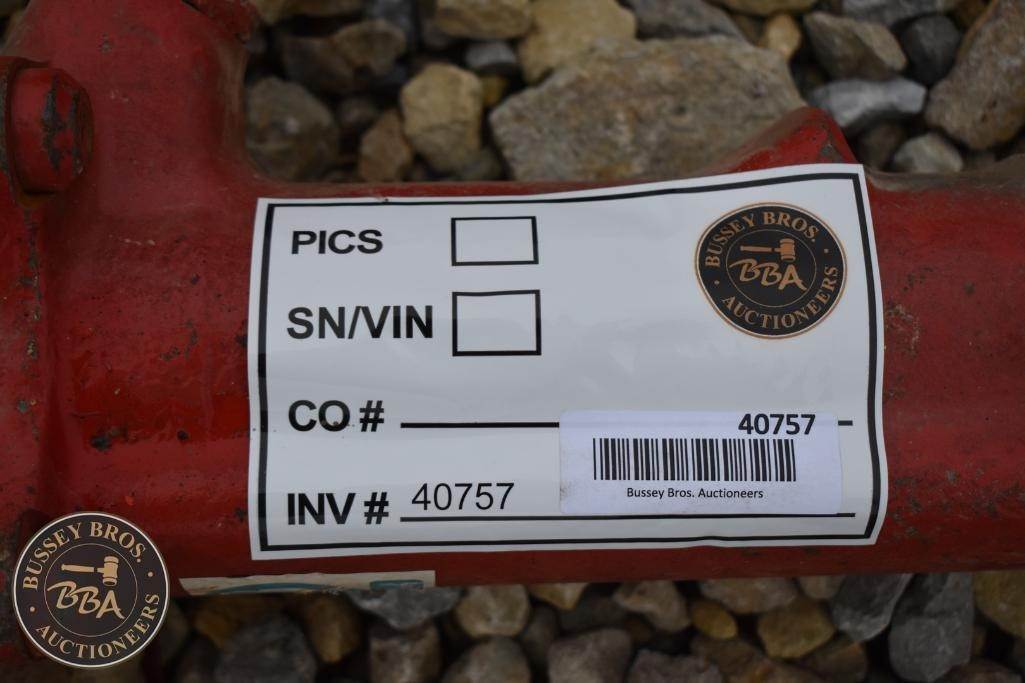 PICS
BUSSEY BROS.
BBA
AUCTIONEERS
SN/VIN
CO #
40757
Bussey Bros. Auctioneers
INV # 40757
BUSSEY BROS.
BBA
AUCTIONEERS